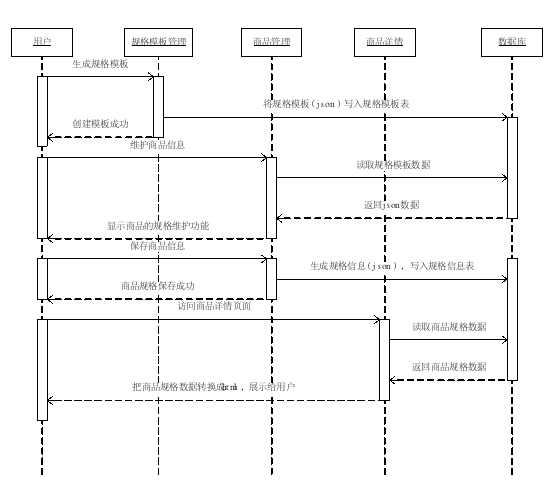 用户
规格模板管理
商品管理
商品详情
数据库
生成规格模板
将规格模板(json)写入规格模板表
创建模板成功
维护商品信息
读取规格模板数据
返回json数据
显示商品的规格维护功能
保存商品信息
生成规格信息(json)，写入规格信息表
商品规格保存成功
访问商品详情页面
读取商品规格数据
返回商品规格数据
把商品规格数据转换成html，展示给用户